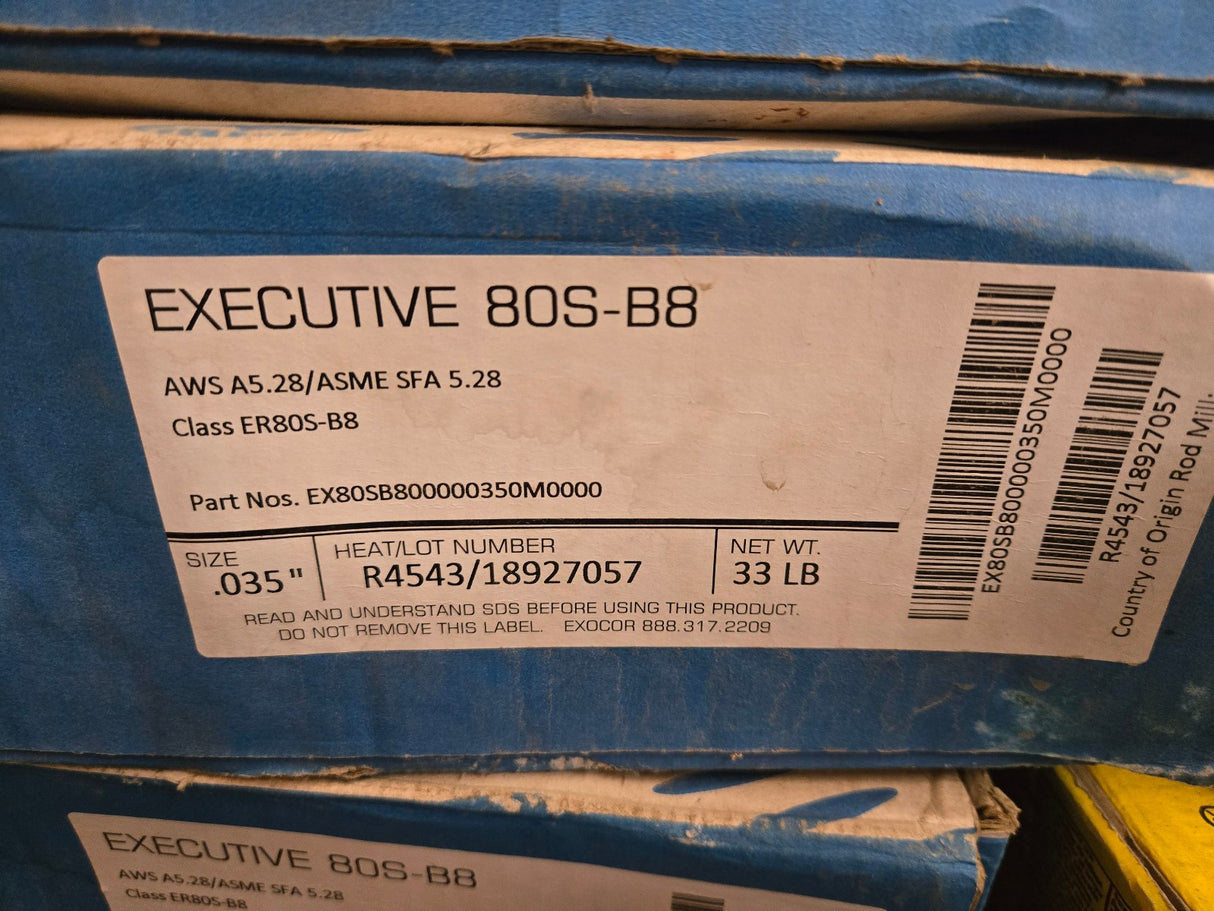 EXECUTIVE 80S-B8
AWS A5.28/ASME SFA 5.28
Class ER80S-B8
Part Nos. EX80SB800000350M0000
SIZE
.035"
HEAT/LOT NUMBER
R4543/18927057
NET WT.
33 LB
READ AND UNDERSTAND SDS BEFORE USING THIS PRODUCT.
DO NOT REMOVE THIS LABEL. EXOCOR 888.317.2209
EX80SB800000350M0000
R4543/18927057
Country of Origin Rod Mill:
EXECUTIVE 80S-B8
AWS A5.28/ASME SFA 5.28
Class ER80S-B8